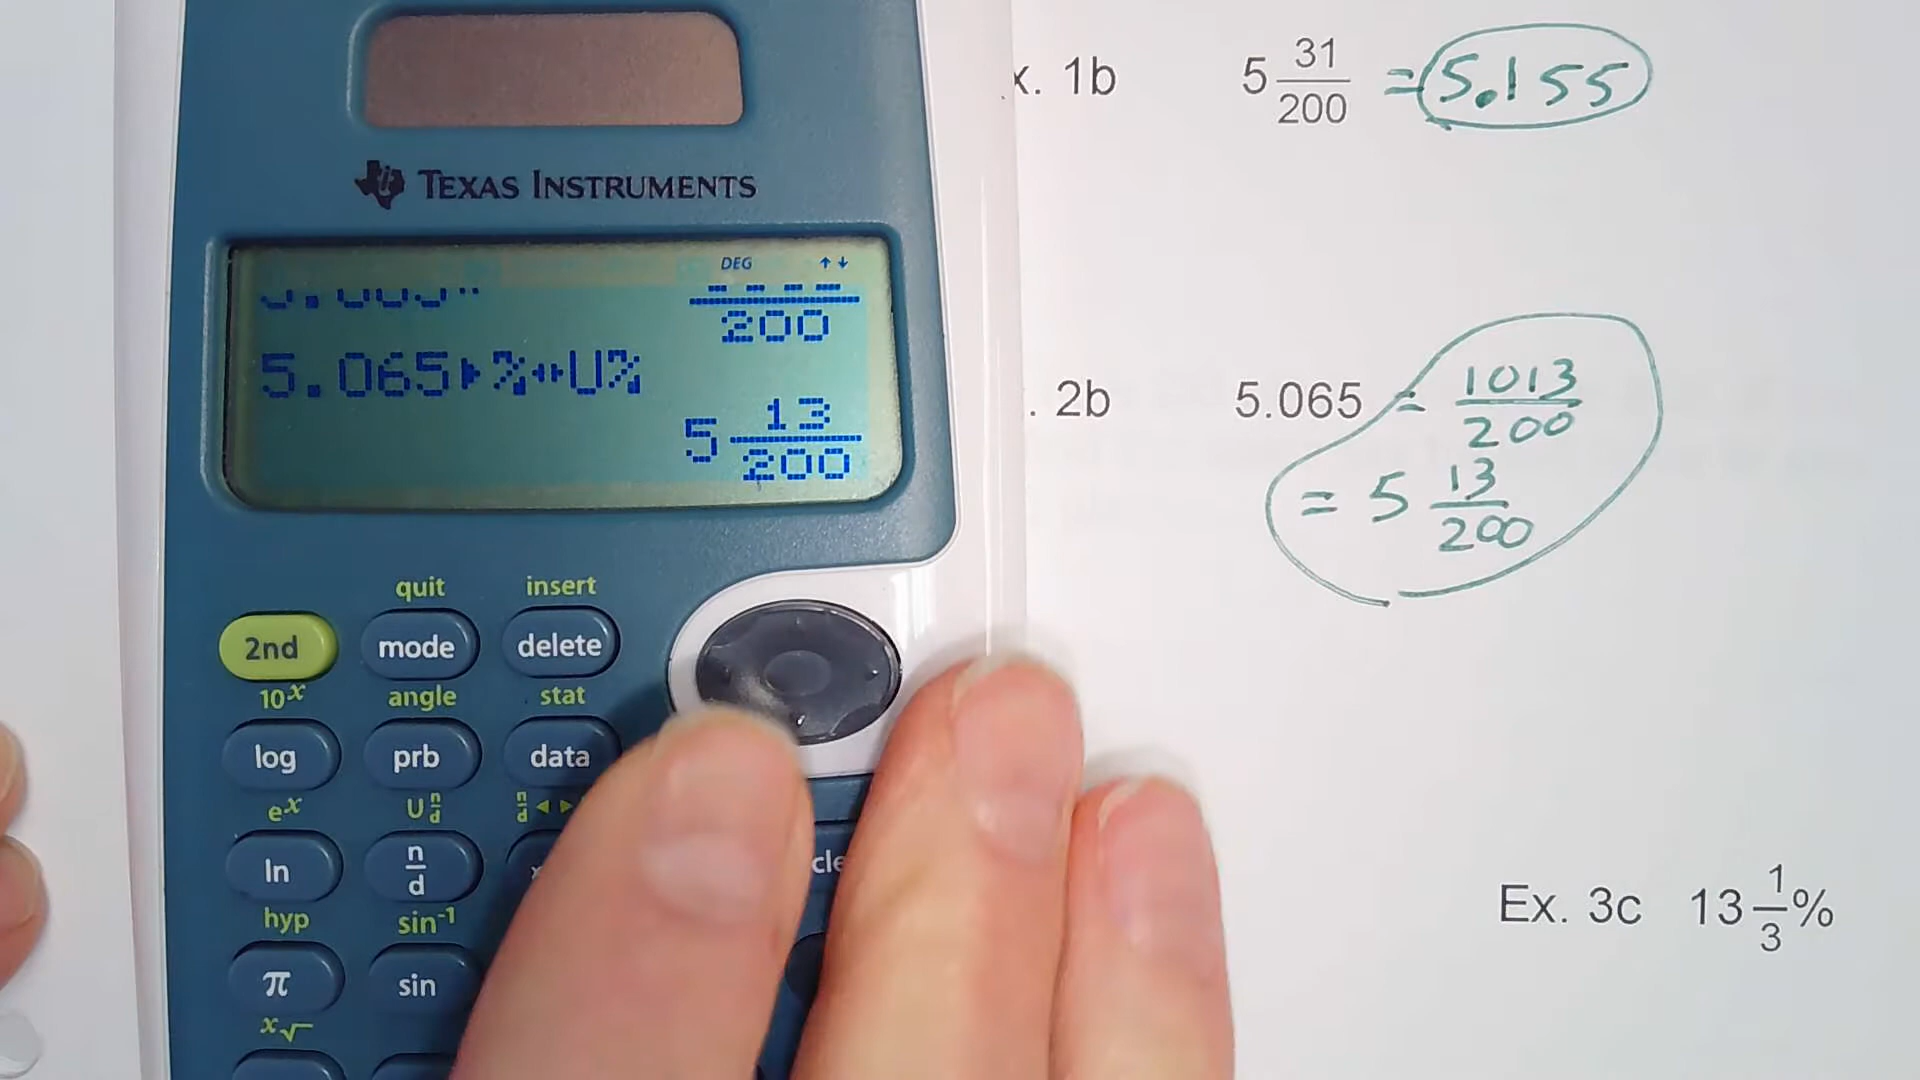 TEXAS INSTRUMENTS
DEG ↑↓
200
5.065▸n/d↔Un/d
5 13/200
quit insert
2nd mode delete
10ˣ angle stat
log prb data
eˣ U n/d n/d ◄ ►
ln n/d
hyp sin⁻¹
π sin
x√
x. 1b 5 31/200 = 5.155
. 2b 5.065 = 1013/200
= 5 13/200
Ex. 3c 13 1/3%